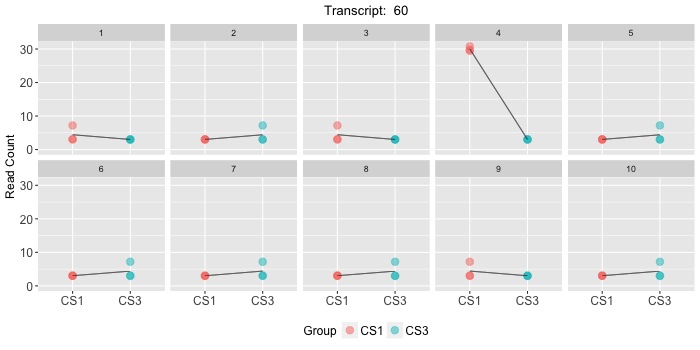 Transcript: 60
1 2 3 4 5
30
20
10
0
Read Count
6 7 8 9 10
30
20
10
0
CS1 CS3 CS1 CS3 CS1 CS3 CS1 CS3 CS1 CS3
Group CS1 CS3